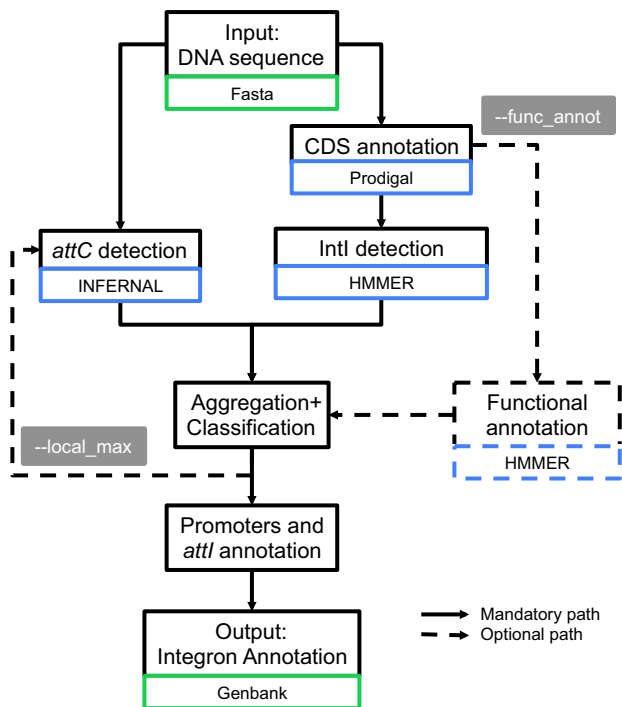 Input:
DNA sequence
Fasta
--func_annot
CDS annotation
Prodigal
attC detection
INFERNAL
IntI detection
HMMER
Aggregation+
Classification
Functional
annotation
HMMER
--local_max
Promoters and
attI annotation
Output:
Integron Annotation
Genbank
Mandatory path
Optional path